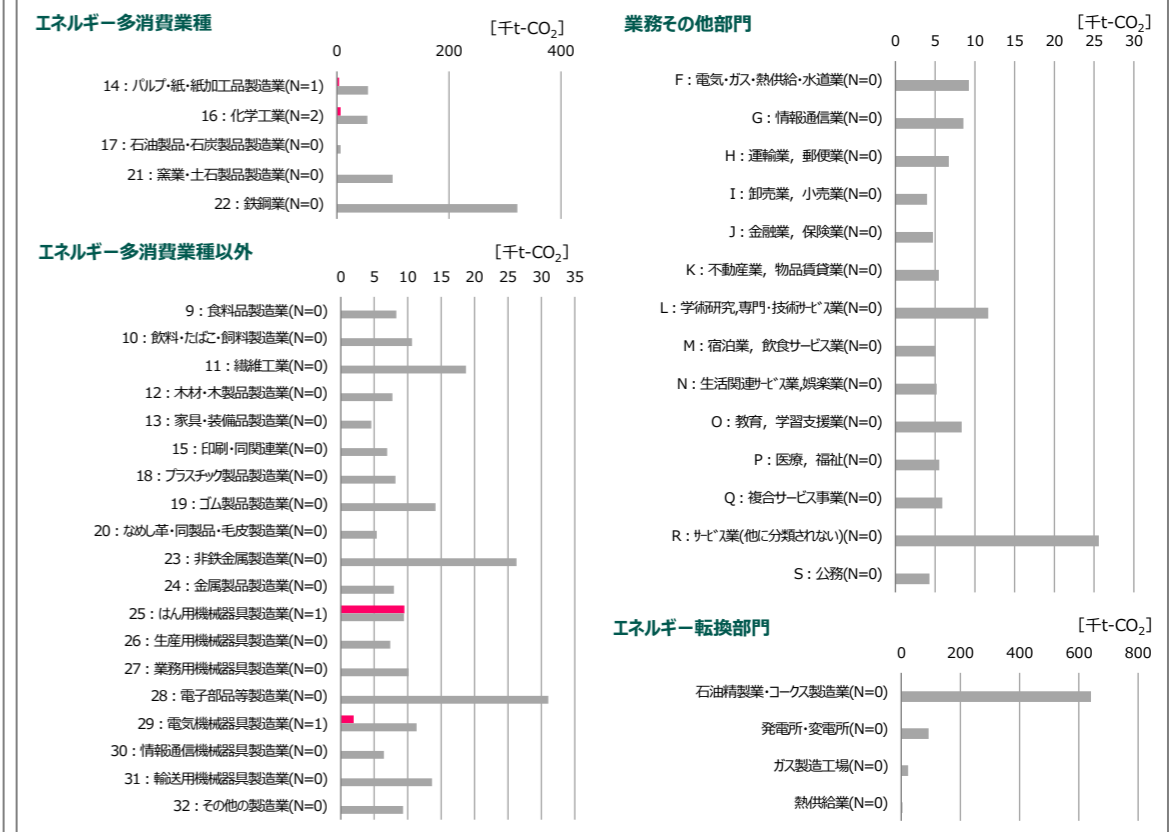 エネルギー多消費業種
[千t-CO2]
0 200 400
14：パルプ・紙・紙加工品製造業(N=1)
16：化学工業(N=2)
17：石油製品・石炭製品製造業(N=0)
21：窯業・土石製品製造業(N=0)
22：鉄鋼業(N=0)
エネルギー多消費業種以外
[千t-CO2]
0 5 10 15 20 25 30 35
9：食料品製造業(N=0)
10：飲料・たばこ・飼料製造業(N=0)
11：繊維工業(N=0)
12：木材・木製品製造業(N=0)
13：家具・装備品製造業(N=0)
15：印刷・同関連業(N=0)
18：プラスチック製品製造業(N=0)
19：ゴム製品製造業(N=0)
20：なめし革・同製品・毛皮製造業(N=0)
23：非鉄金属製造業(N=0)
24：金属製品製造業(N=0)
25：はん用機械器具製造業(N=1)
26：生産用機械器具製造業(N=0)
27：業務用機械器具製造業(N=0)
28：電子部品等製造業(N=0)
29：電気機械器具製造業(N=1)
30：情報通信機械器具製造業(N=0)
31：輸送用機械器具製造業(N=0)
32：その他の製造業(N=0)
業務その他部門
[千t-CO2]
0 5 10 15 20 25 30
F：電気・ガス・熱供給・水道業(N=0)
G：情報通信業(N=0)
H：運輸業，郵便業(N=0)
I：卸売業，小売業(N=0)
J：金融業，保険業(N=0)
K：不動産業，物品賃貸業(N=0)
L：学術研究,専門・技術サービス業(N=0)
M：宿泊業，飲食サービス業(N=0)
N：生活関連サービス業,娯楽業(N=0)
O：教育，学習支援業(N=0)
P：医療，福祉(N=0)
Q：複合サービス事業(N=0)
R：サービス業(他に分類されない)(N=0)
S：公務(N=0)
エネルギー転換部門
[千t-CO2]
0 200 400 600 800
石油精製業・コークス製造業(N=0)
発電所・変電所(N=0)
ガス製造工場(N=0)
熱供給業(N=0)